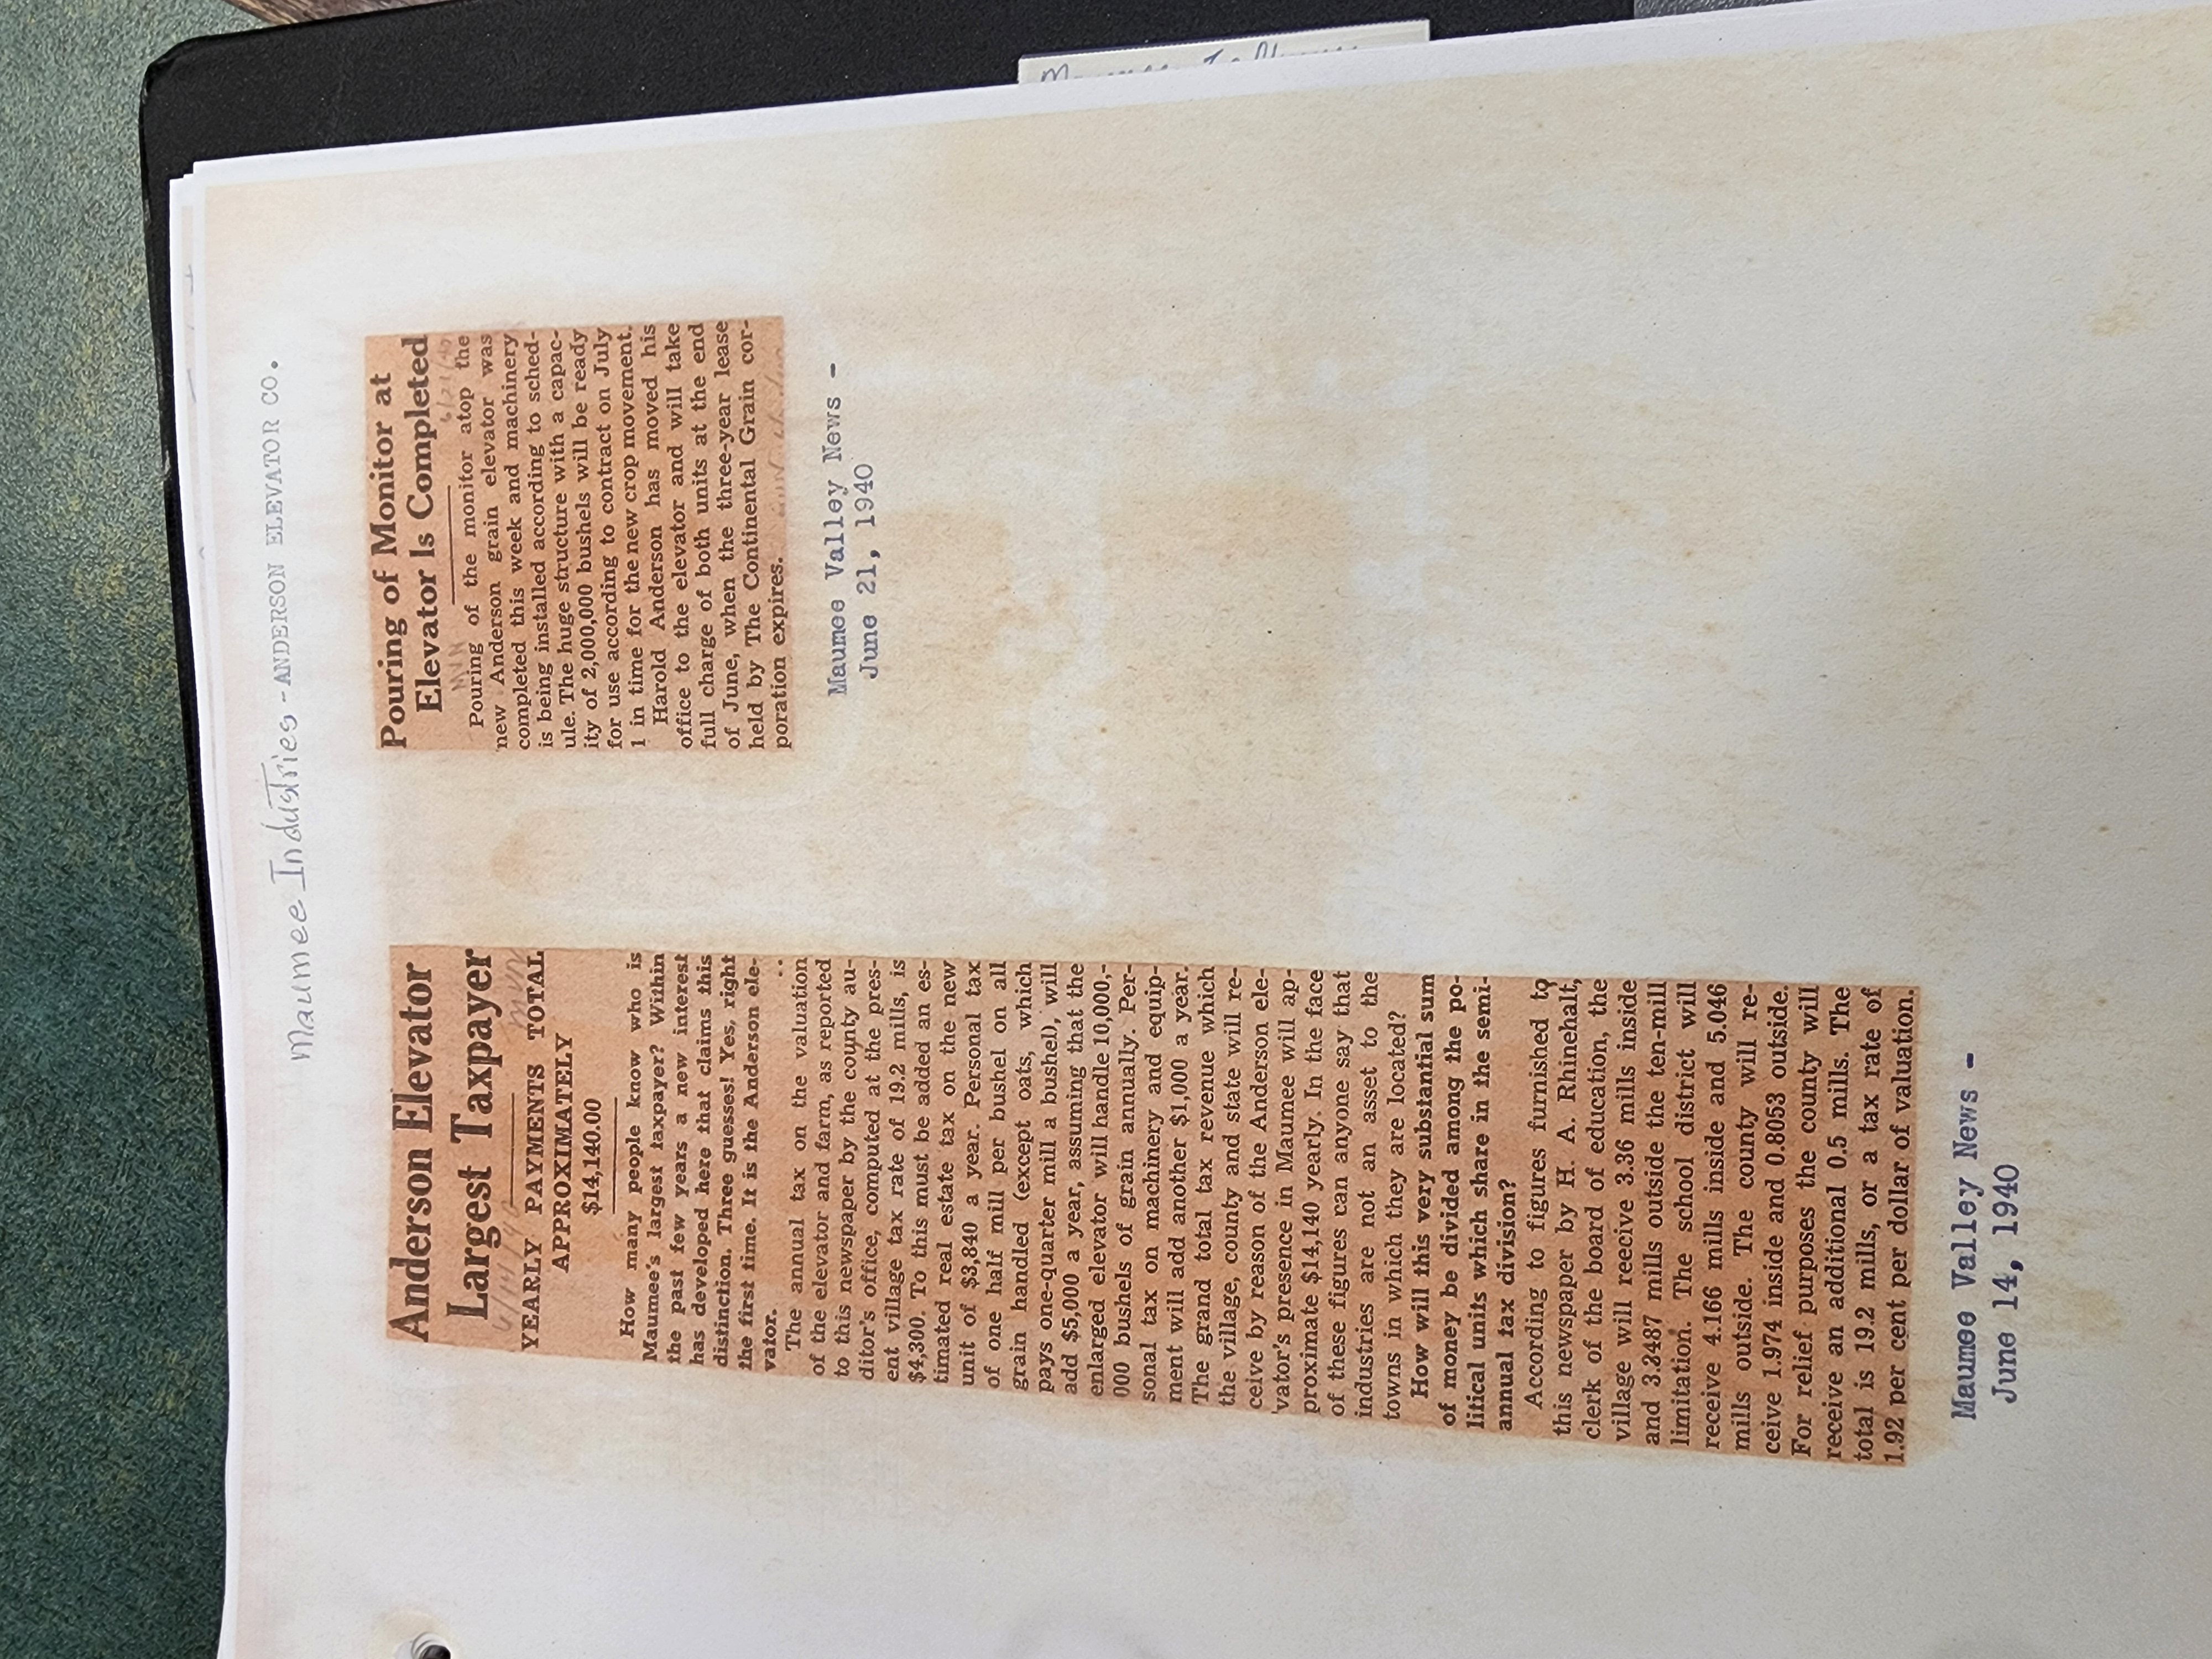 Maumee Industries - ANDERSON ELEVATOR CO.
Anderson Elevator
Largest Taxpayer
6/14/40 MVN
YEARLY PAYMENTS TOTAL
APPROXIMATELY
$14,140.00
How many people know who is
Maumee's largest taxpayer? Within
the past few years a new interest
has developed here that claims this
distinction. Three guesses! Yes, right
the first time. It is the Anderson ele-
vator.
The annual tax on the valuation
of the elevator and farm, as reported
to this newspaper by the county au-
ditor's office, computed at the pres-
ent village tax rate of 19.2 mills, is
$4,300. To this must be added an es-
timated real estate tax on the new
unit of $3,840 a year. Personal tax
of one half mill per bushel on all
grain handled (except oats, which
pays one-quarter mill a bushel), will
add $5,000 a year, assuming that the
enlarged elevator will handle 10,000,-
000 bushels of grain annually. Per-
sonal tax on machinery and equip-
ment will add another $1,000 a year.
The grand total tax revenue which
the village, county and state will re-
ceive by reason of the Anderson ele-
vator's presence in Maumee will ap-
proximate $14,140 yearly. In the face
of these figures can anyone say that
industries are not an asset to the
towns in which they are located?
How will this very substantial sum
of money be divided among the po-
litical units which share in the semi-
annual tax division?
According to figures furnished to
this newspaper by H. A. Rhinehalt,
clerk of the board of education, the
village will receive 3.36 mills inside
and 3.3487 mills outside the ten-mill
limitation. The school district will
receive 4.166 mills inside and 5.046
mills outside. The county will re-
ceive 1.974 inside and 0.8053 outside.
For relief purposes the county will
receive an additional 0.5 mills. The
total is 19.2 mills, or a tax rate of
1.92 per cent per dollar of valuation.
Maumee Valley News -
June 14, 1940
Pouring of Monitor at
Elevator Is Completed
MVN 6/21/40
Pouring of the monitor atop the
new Anderson grain elevator was
completed this week and machinery
is being installed according to sched-
ule. The huge structure with a capac-
ity of 2,000,000 bushels will be ready
for use according to contract on July
1 in time for the new crop movement.
Harold Anderson has moved his
office to the elevator and will take
full charge of both units at the end
of June, when the three-year lease
held by The Continental Grain cor-
poration expires.
Maumee Valley News -
June 21, 1940